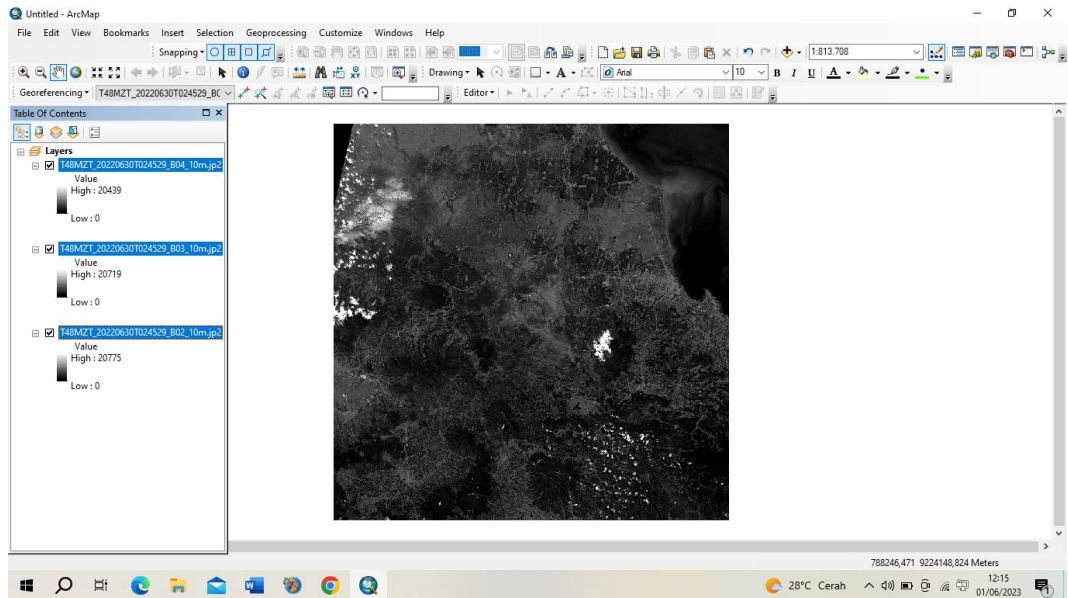 Untitled - ArcMap
File Edit View Bookmarks Insert Selection Geoprocessing Customize Windows Help
Snapping 1:813.708
Drawing A Arial 10 B I U A
Georeferencing T48MZT_20220630T024529_BC Editor
Table Of Contents
Layers
T48MZT_20220630T024529_B04_10m.jp2
Value
High : 20439
Low : 0
T48MZT_20220630T024529_B03_10m.jp2
Value
High : 20719
Low : 0
T48MZT_20220630T024529_B02_10m.jp2
Value
High : 20775
Low : 0
788246,471 9224148,824 Meters
28°C Cerah 12:15
01/06/2023